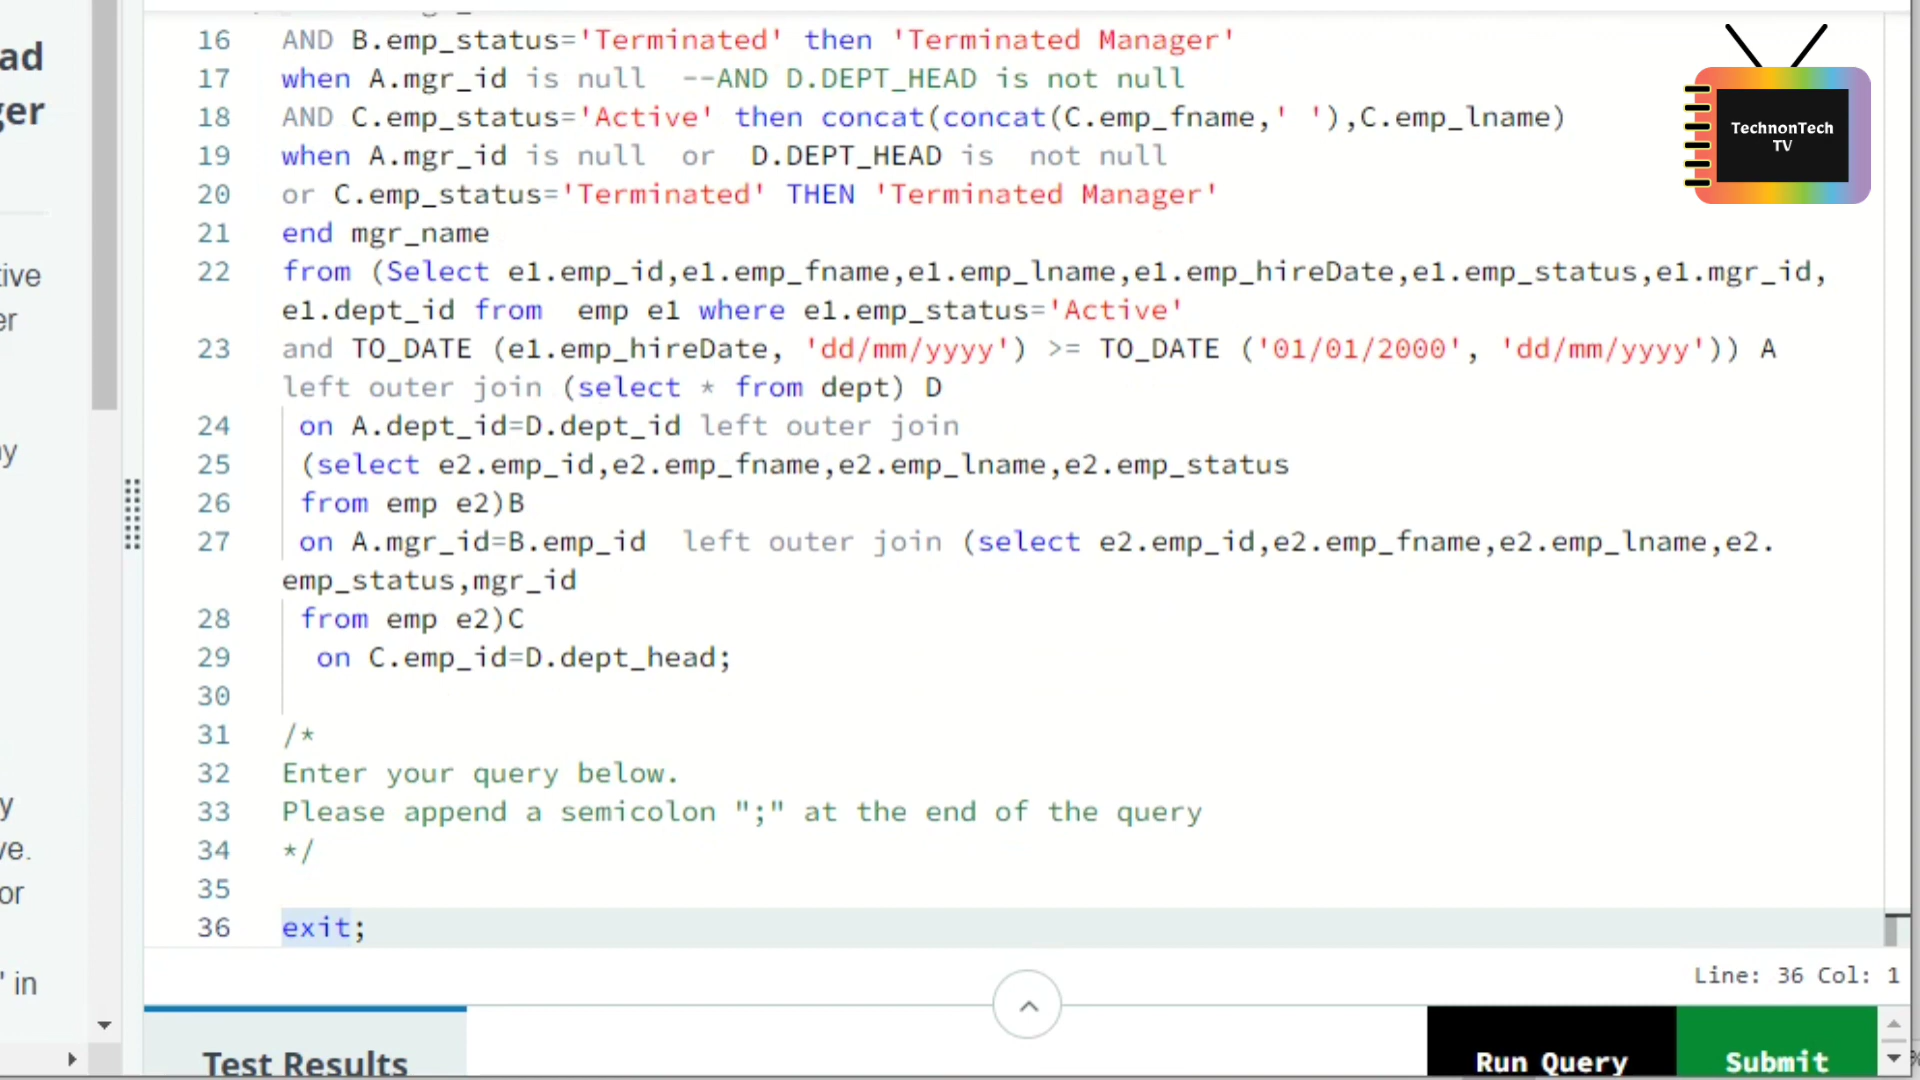 ad
ger
tive
er
ay
y
ve.
or
" in
16 AND B.emp_status='Terminated' then 'Terminated Manager'
17 when A.mgr_id is null --AND D.DEPT_HEAD is not null
18 AND C.emp_status='Active' then concat(concat(C.emp_fname,' '),C.emp_lname)
19 when A.mgr_id is null or D.DEPT_HEAD is not null
20 or C.emp_status='Terminated' THEN 'Terminated Manager'
21 end mgr_name
22 from (Select e1.emp_id,e1.emp_fname,e1.emp_lname,e1.emp_hireDate,e1.emp_status,e1.mgr_id,
e1.dept_id from emp e1 where e1.emp_status='Active'
23 and TO_DATE (e1.emp_hireDate, 'dd/mm/yyyy') >= TO_DATE ('01/01/2000', 'dd/mm/yyyy')) A
left outer join (select * from dept) D
24 on A.dept_id=D.dept_id left outer join
25 (select e2.emp_id,e2.emp_fname,e2.emp_lname,e2.emp_status
26 from emp e2)B
27 on A.mgr_id=B.emp_id left outer join (select e2.emp_id,e2.emp_fname,e2.emp_lname,e2.
emp_status,mgr_id
28 from emp e2)C
29 on C.emp_id=D.dept_head;
30
31 /*
32 Enter your query below.
33 Please append a semicolon ";" at the end of the query
34 */
35
36 exit;
TechnonTech
TV
Line: 36 Col: 1
Test Results
Run Query
Submit